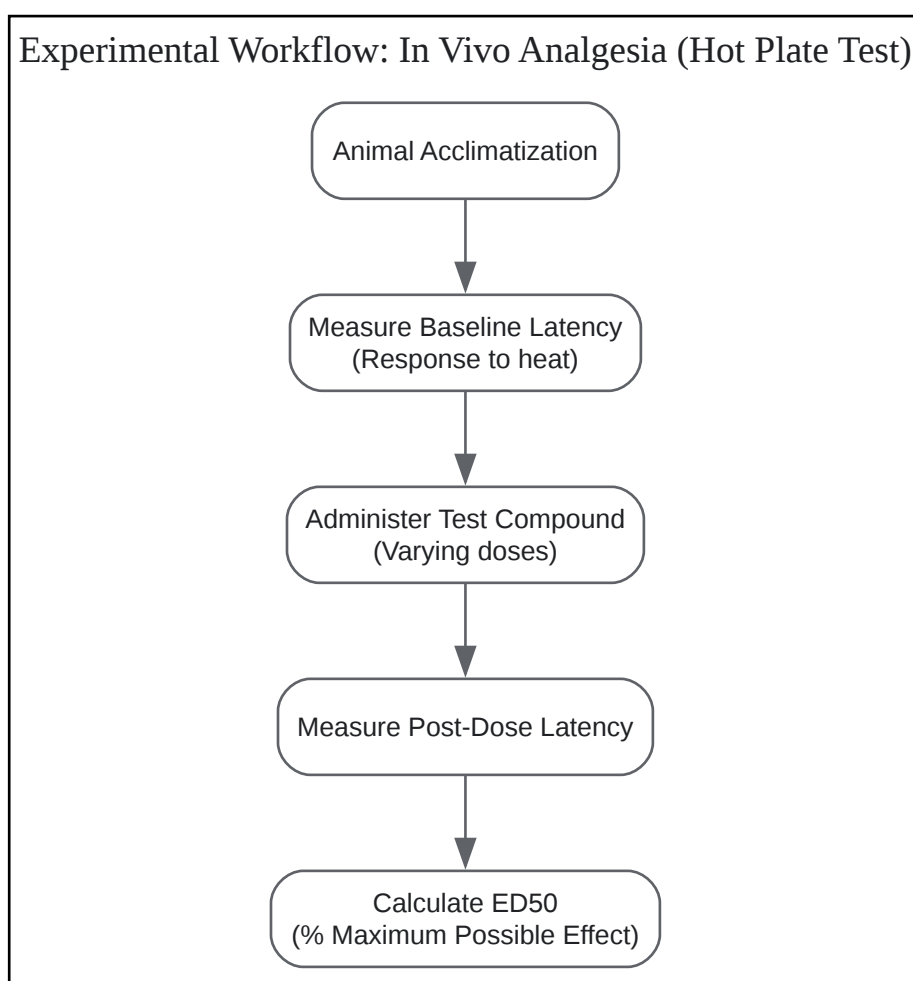 Experimental Workflow: In Vivo Analgesia (Hot Plate Test)
Animal Acclimatization
Measure Baseline Latency
(Response to heat)
Administer Test Compound
(Varying doses)
Measure Post-Dose Latency
Calculate ED50
(% Maximum Possible Effect)